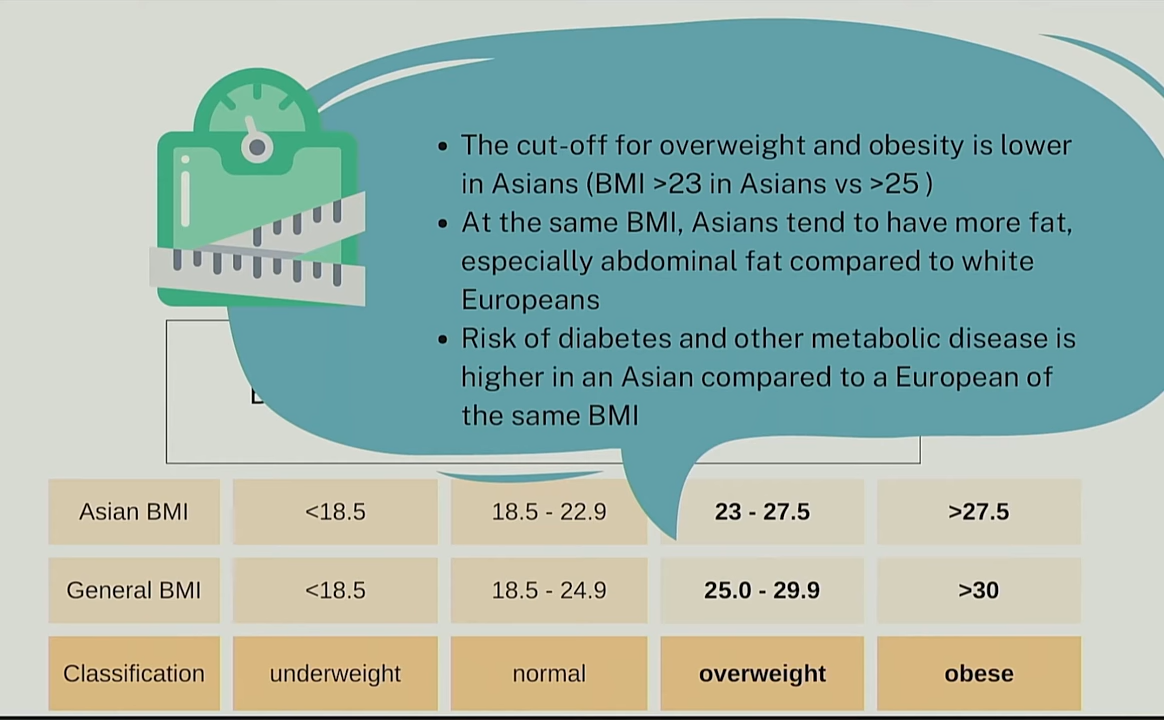 • The cut-off for overweight and obesity is lower
in Asians (BMI >23 in Asians vs >25 )
• At the same BMI, Asians tend to have more fat,
especially abdominal fat compared to white
Europeans
• Risk of diabetes and other metabolic disease is
higher in an Asian compared to a European of
the same BMI
Asian BMI <18.5 18.5 - 22.9 23 - 27.5 >27.5
General BMI <18.5 18.5 - 24.9 25.0 - 29.9 >30
Classification underweight normal overweight obese